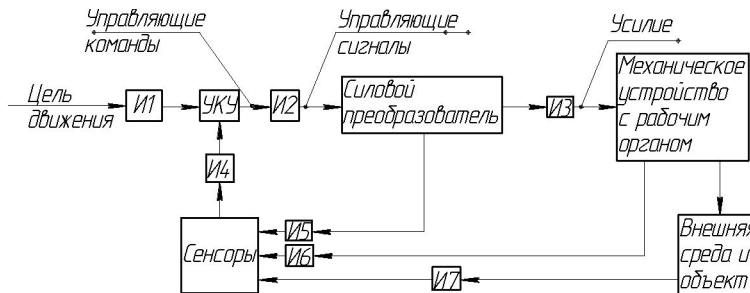 Управляющие
команды
Управляющие
сигналы
Усилие
Цель
движения
И1
УКУ
И2
Силовой
преобразователь
И3
Механическое
устройство
с рабочим
органом
И4
Сенсоры
И5
И6
И7
Внешняя
среда и
объект